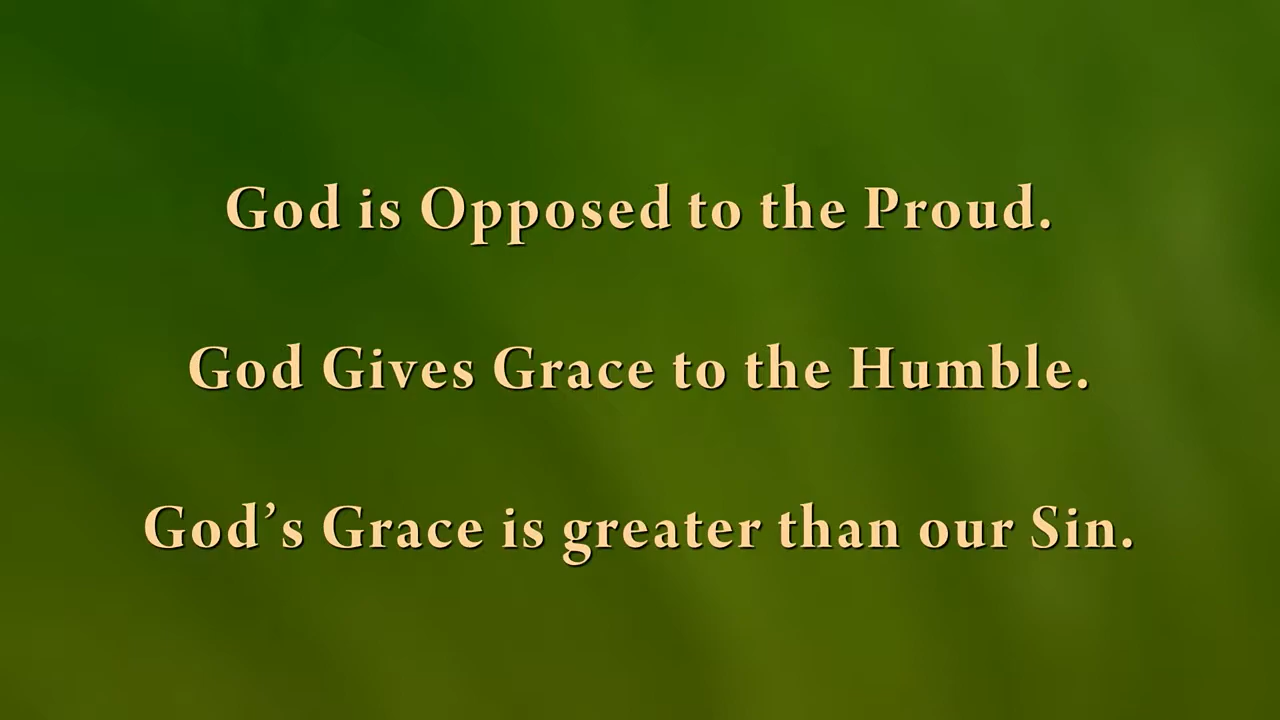 God is Opposed to the Proud.
God Gives Grace to the Humble.
God’s Grace is greater than our Sin.